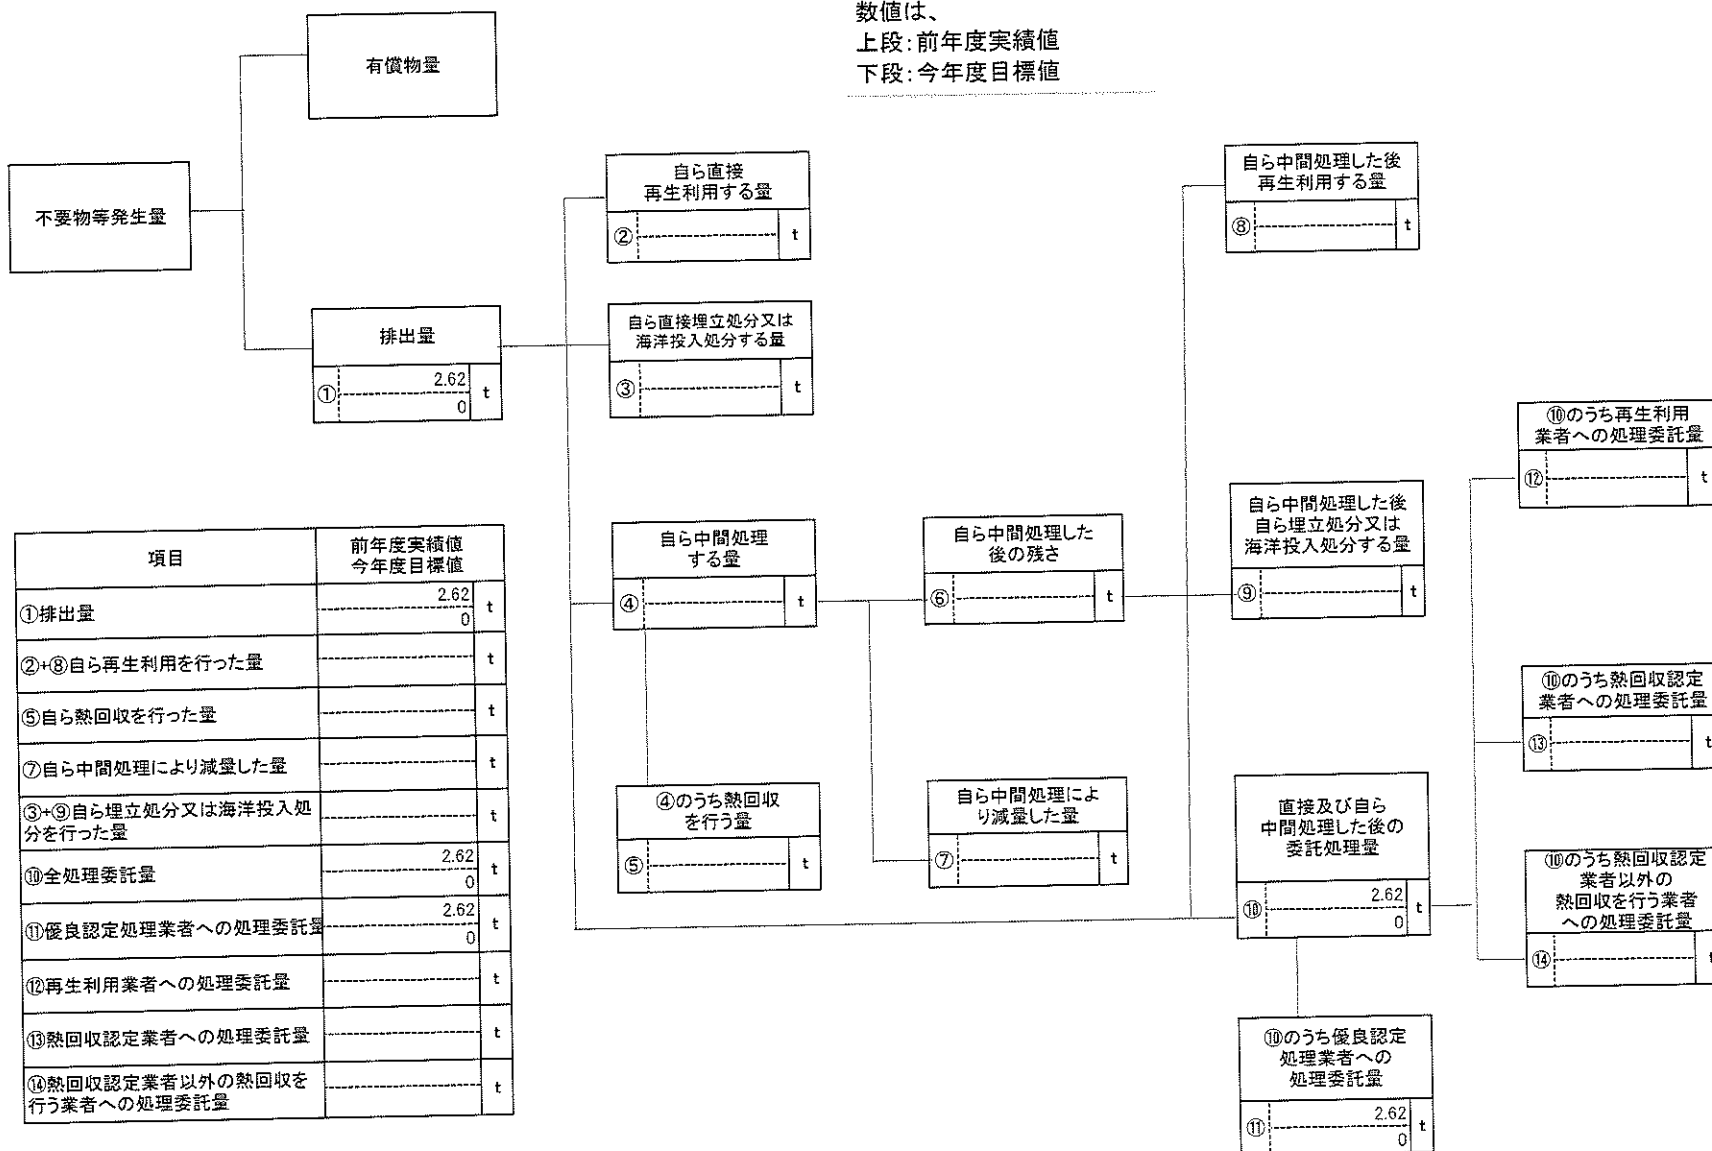 数値は、
上段:前年度実績値
下段:今年度目標値
有償物量
不要物等発生量
排出量
①
2.62
0
t
自ら直接
再生利用する量
②
t
自ら直接埋立処分又は
海洋投入処分する量
③
t
自ら中間処理
する量
④
t
④のうち熱回収
を行う量
⑤
t
自ら中間処理した
後の残さ
⑥
t
自ら中間処理によ
り減量した量
⑦
t
自ら中間処理した後
再生利用する量
⑧
t
自ら中間処理した後
自ら埋立処分又は
海洋投入処分する量
⑨
t
直接及び自ら
中間処理した後の
委託処理量
⑩
2.62
0
t
⑩のうち優良認定
処理業者への
処理委託量
⑪
2.62
0
t
⑩のうち再生利用
業者への処理委託量
⑫
t
⑩のうち熱回収認定
業者への処理委託量
⑬
t
⑩のうち熱回収認定
業者以外の
熱回収を行う業者
への処理委託量
⑭
t
項目
前年度実績値
今年度目標値
①排出量
2.62
0
t
②+⑧自ら再生利用を行った量
t
⑤自ら熱回収を行った量
t
⑦自ら中間処理により減量した量
t
③+⑨自ら埋立処分又は海洋投入処
分を行った量
t
⑩全処理委託量
2.62
0
t
⑪優良認定処理業者への処理委託量
2.62
0
t
⑫再生利用業者への処理委託量
t
⑬熱回収認定業者への処理委託量
t
⑭熱回収認定業者以外の熱回収を
行う業者への処理委託量
t